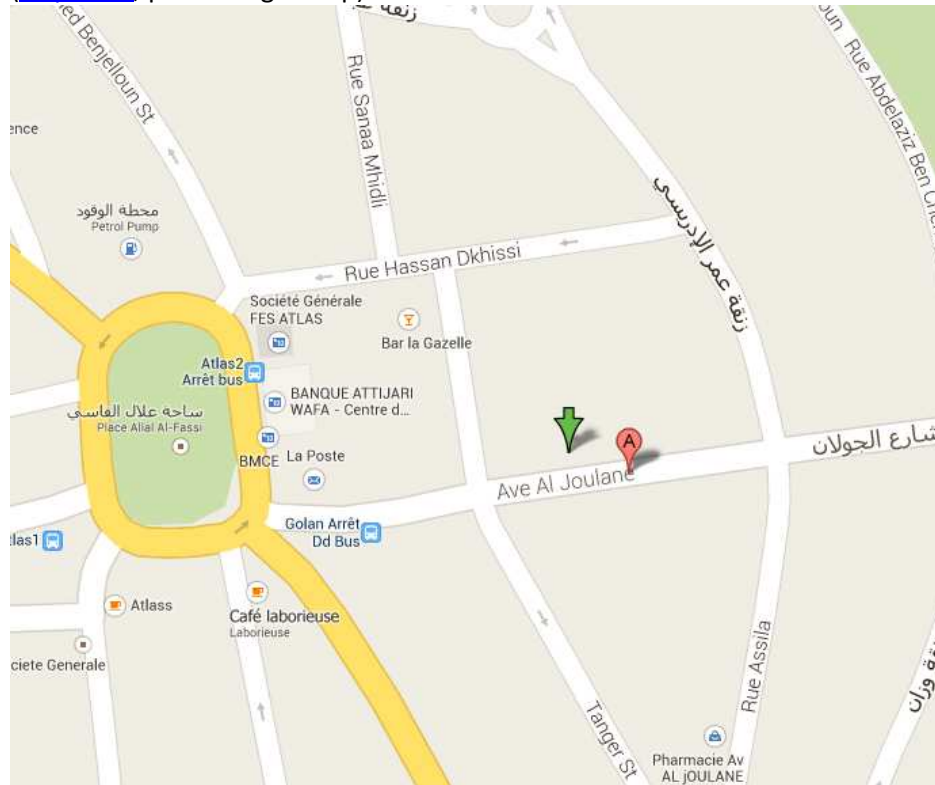 ed Benjelloun St
Rue Sanaa Mhidli
Rue Abdelaziz Ben
ence
محطة الوقود
Petrol Pump
زنقة عمر الإدريسي
Rue Hassan Dkhissi
Société Générale
FES ATLAS
Bar la Gazelle
Atlas2
Arrêt bus
BANQUE ATTIJARI
WAFA - Centre d...
ساحة علال الفاسي
Place Allal Al-Fassi
BMCE
La Poste
A
شارع الجولان
Ave Al Joulane
Golan Arrêt
Dd Bus
tlas1
Atlass
Café laborieuse
Laborieuse
ciete Generale
Rue Assila
Tanger St
وزان
Pharmacie Av
AL jOULANE